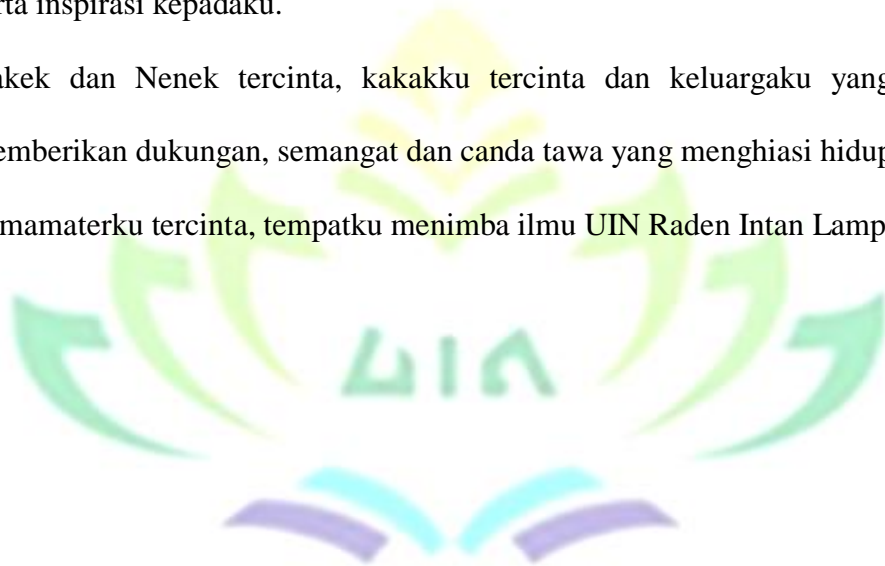 rta inspirasi kepadaku.
akek dan Nenek tercinta, kakakku tercinta dan keluargaku yang
emberikan dukungan, semangat dan canda tawa yang menghiasi hidup
mamaterku tercinta, tempatku menimba ilmu UIN Raden Intan Lamp
UIN